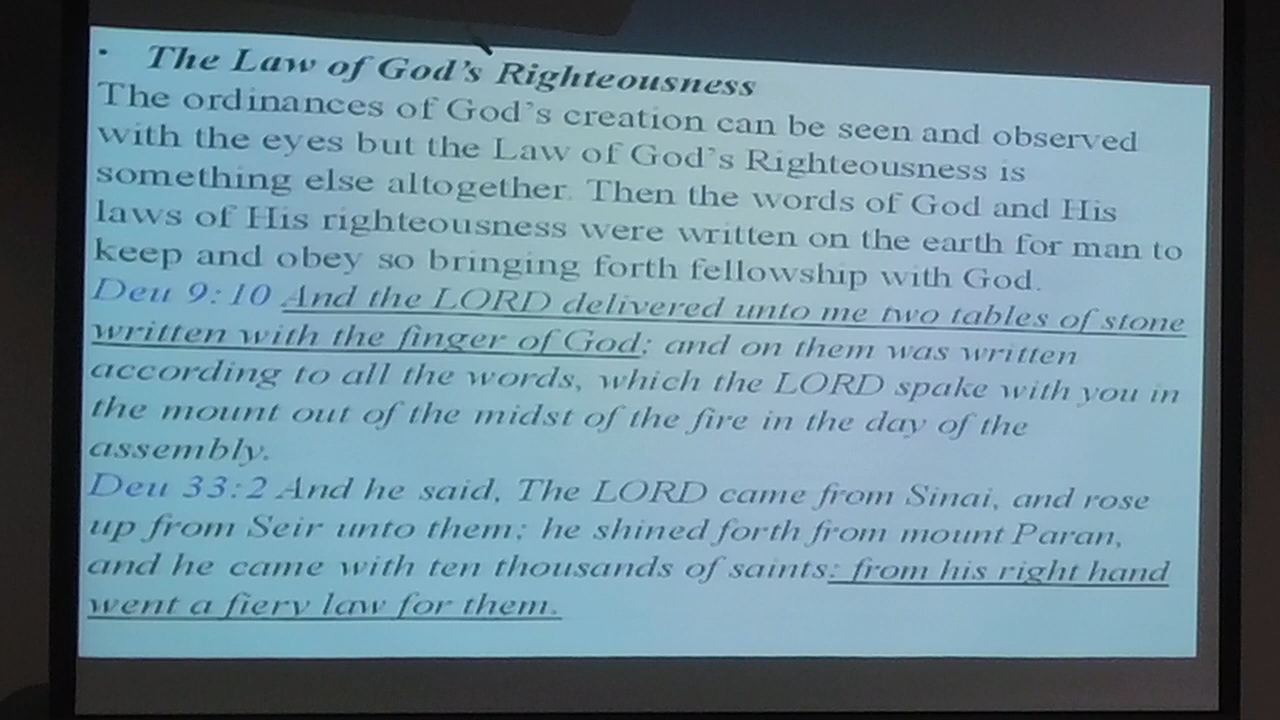 • The Law of God's Righteousness
The ordinances of God's creation can be seen and observed
with the eyes but the Law of God's Righteousness is
something else altogether. Then the words of God and His
laws of His righteousness were written on the earth for man to
keep and obey so bringing forth fellowship with God.
Deu 9:10 And the LORD delivered unto me two tables of stone
written with the finger of God; and on them was written
according to all the words, which the LORD spake with you in
the mount out of the midst of the fire in the day of the
assembly.
Deu 33:2 And he said, The LORD came from Sinai, and rose
up from Seir unto them; he shined forth from mount Paran,
and he came with ten thousands of saints: from his right hand
went a fiery law for them.